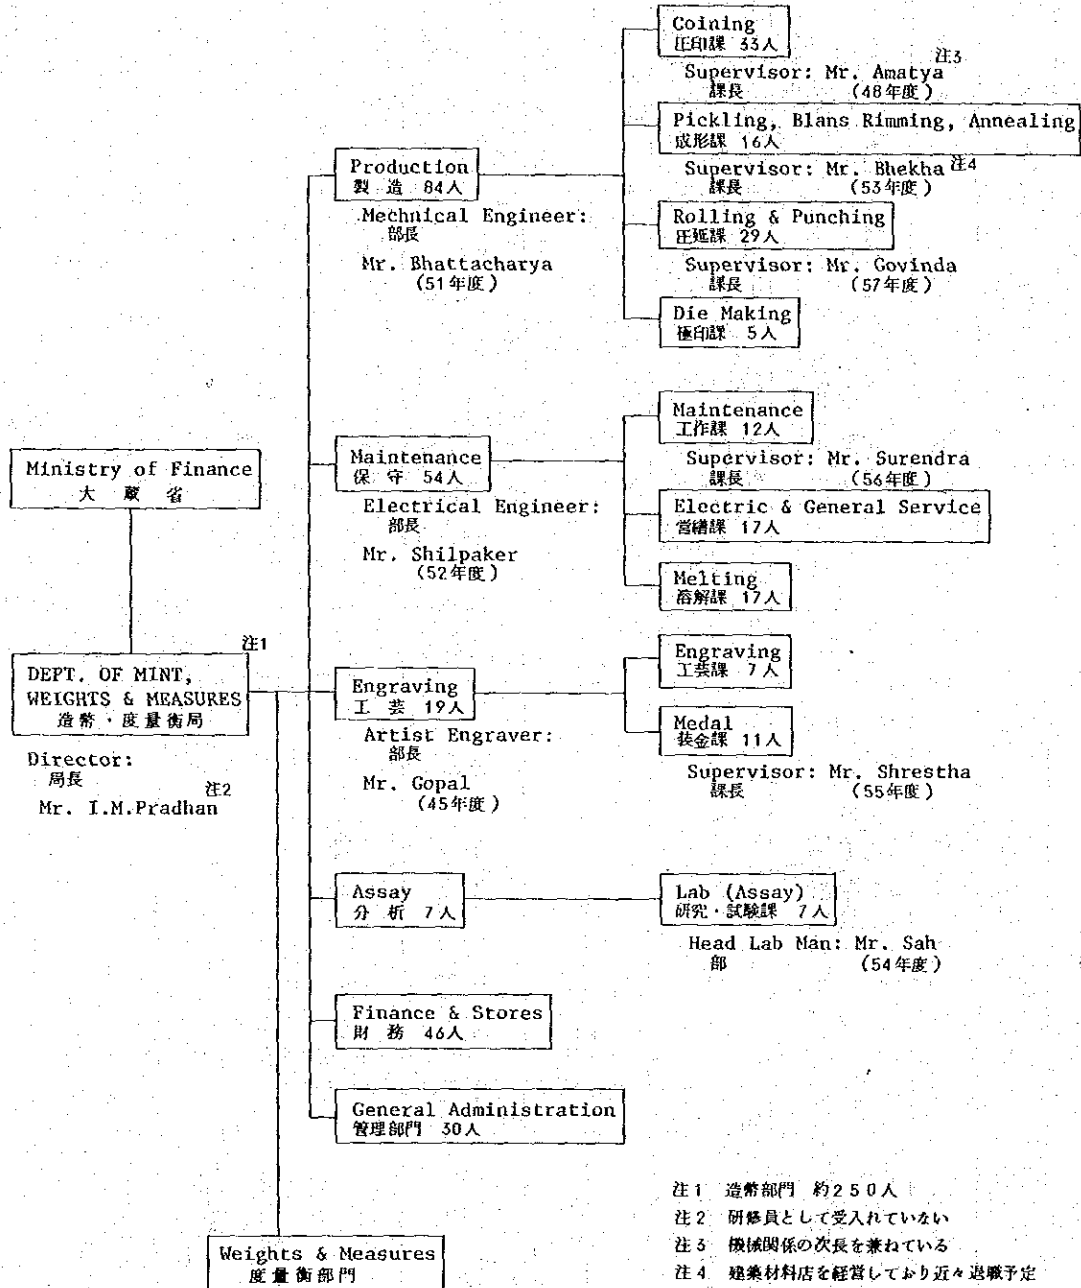 Ministry of Finance
大蔵省
注1
DEPT. OF MINT,
WEIGHTS & MEASURES
造幣・度量衡局
Director:
局長
注2
Mr. I.M.Pradhan
Production
製造 84人
Mechnical Engineer:
部長
Mr. Bhattacharya
(51年度)
Coining
圧印課 33人
注3
Supervisor: Mr. Amatya
課長 (48年度)
Pickling, Blans Rimming, Annealing
成形課 16人
Supervisor: Mr. Bhekha 注4
課長 (53年度)
Rolling & Punching
圧延課 29人
Supervisor: Mr. Govinda
課長 (57年度)
Die Making
極印課 5人
Maintenance
保守 54人
Electrical Engineer:
部長
Mr. Shilpaker
(52年度)
Maintenance
工作課 12人
Supervisor: Mr. Surendra
課長 (56年度)
Electric & General Service
営繕課 17人
Melting
溶解課 17人
Engraving
工芸 19人
Artist Engraver:
部長
Mr. Gopal
(45年度)
Engraving
工芸課 7人
Medal
装金課 11人
Supervisor: Mr. Shrestha
課長 (55年度)
Assay
分析 7人
Lab (Assay)
研究・試験課 7人
Head Lab Man: Mr. Sah
部 (54年度)
Finance & Stores
財務 46人
General Administration
管理部門 30人
Weights & Measures
度量衡部門
注1 造幣部門 約250人
注2 研修員として受入れていない
注3 機械関係の次長を兼ねている
注4 建築材料店を経営しており近々退職予定